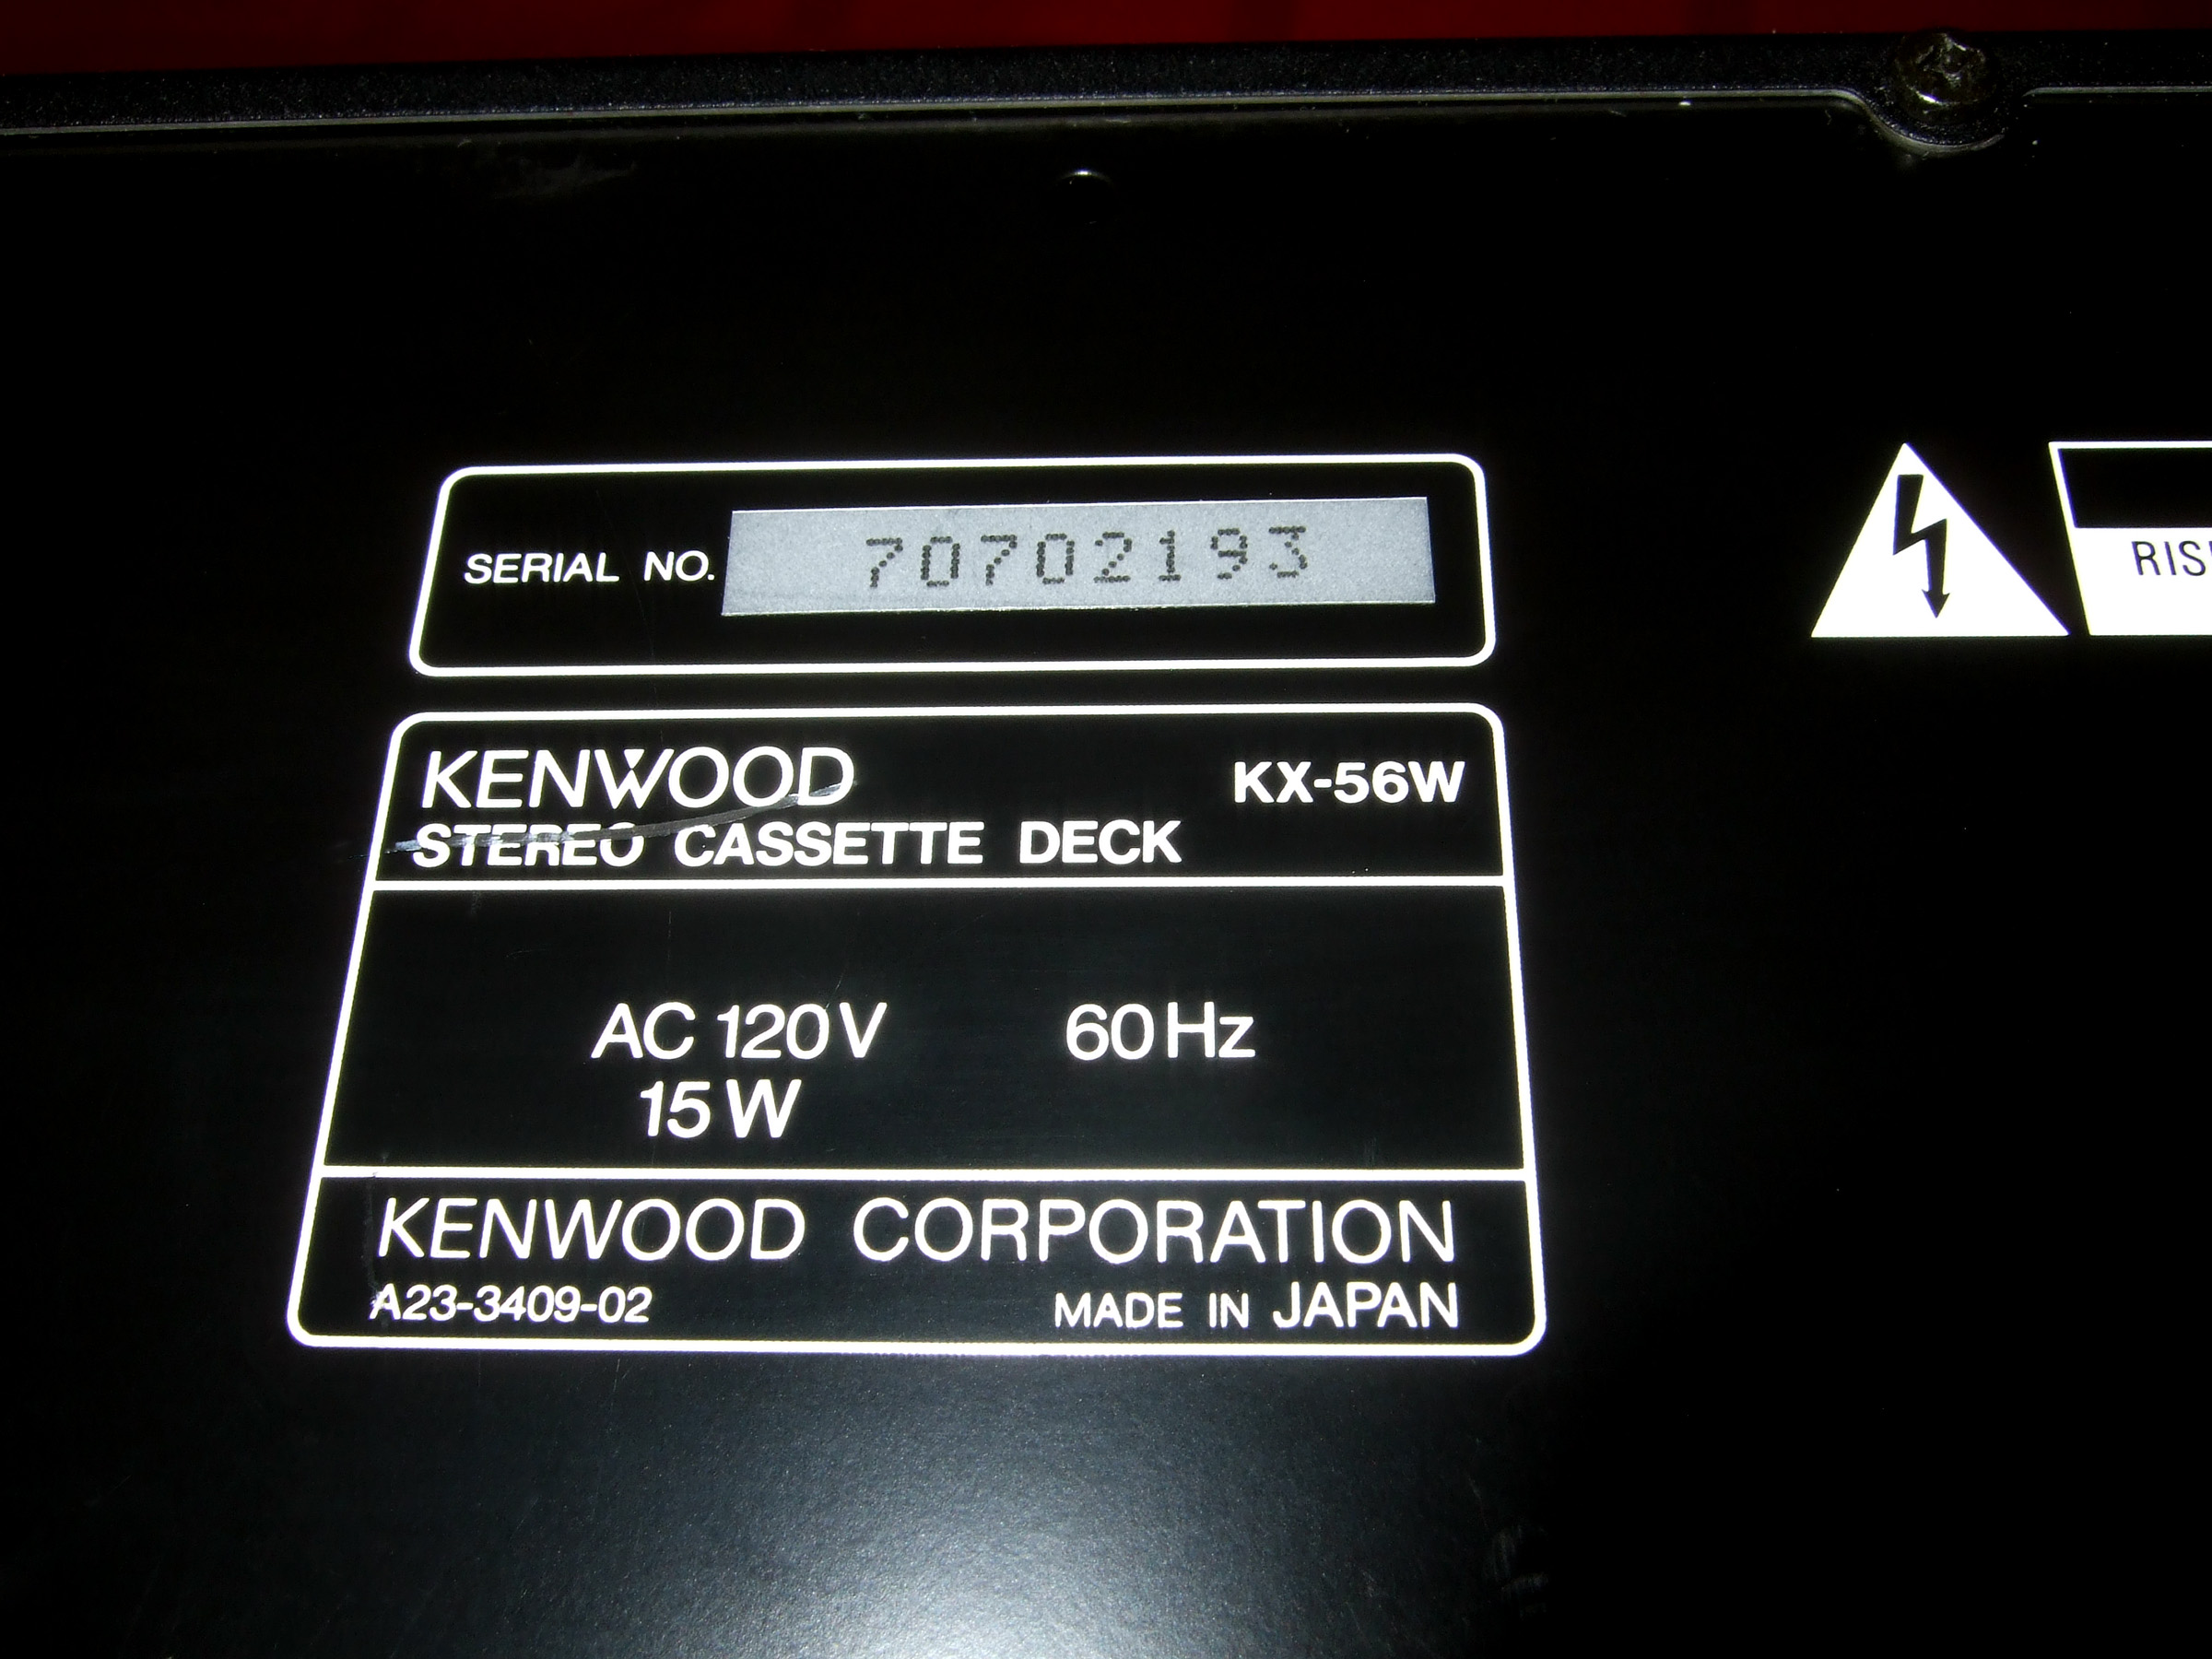 SERIAL NO. 70702193
KENWOOD KX-56W
STEREO CASSETTE DECK
AC 120V 60Hz
15W
KENWOOD CORPORATION
A23-3409-02 MADE IN JAPAN